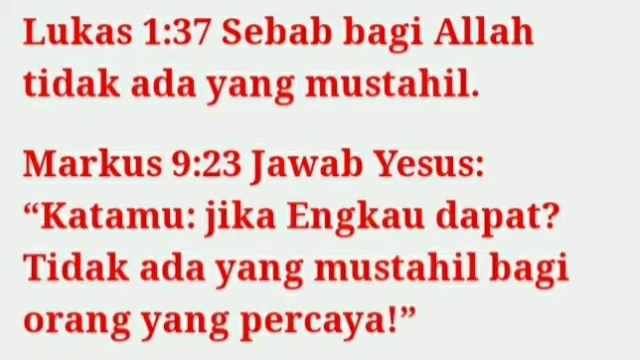 Lukas 1:37 Sebab bagi Allah
tidak ada yang mustahil.
Markus 9:23 Jawab Yesus:
“Katamu: jika Engkau dapat?
Tidak ada yang mustahil bagi
orang yang percaya!”